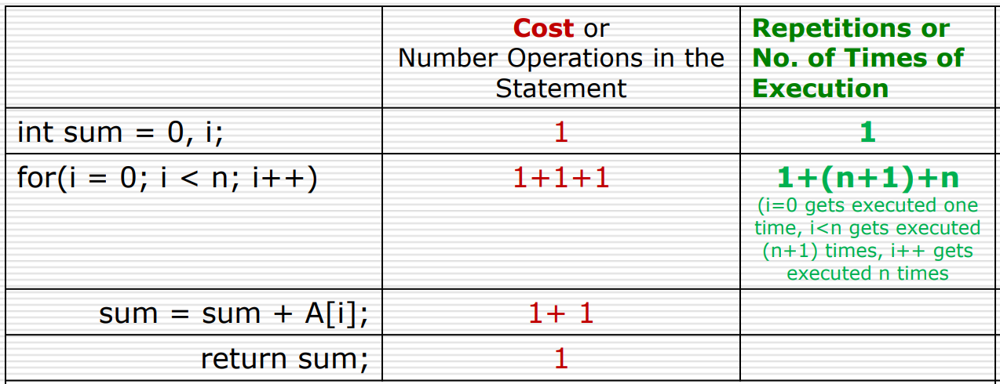 Cost or
Number Operations in the
Statement
Repetitions or
No. of Times of
Execution
int sum = 0, i;
1
1
for(i = 0; i < n; i++)
1+1+1
1+(n+1)+n
(i=0 gets executed one
time, i<n gets executed
(n+1) times, i++ gets
executed n times
sum = sum + A[i];
1+ 1
return sum;
1